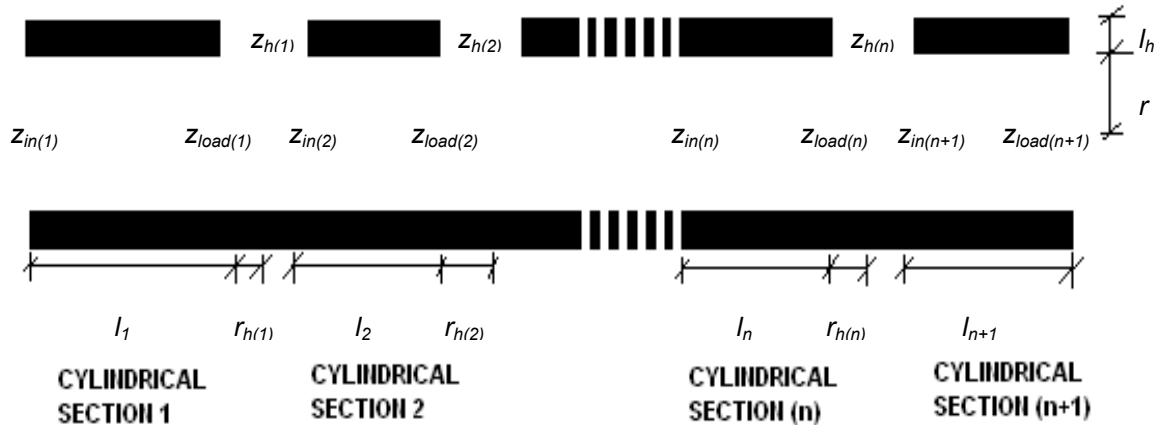 z_h(1) z_h(2) z_h(n) l_h
r
z_in(1) z_load(1) z_in(2) z_load(2) z_in(n) z_load(n) z_in(n+1) z_load(n+1)
l_1 r_h(1) l_2 r_h(2) l_n r_h(n) l_n+1
CYLINDRICAL SECTION 1
CYLINDRICAL SECTION 2
CYLINDRICAL SECTION (n)
CYLINDRICAL SECTION (n+1)